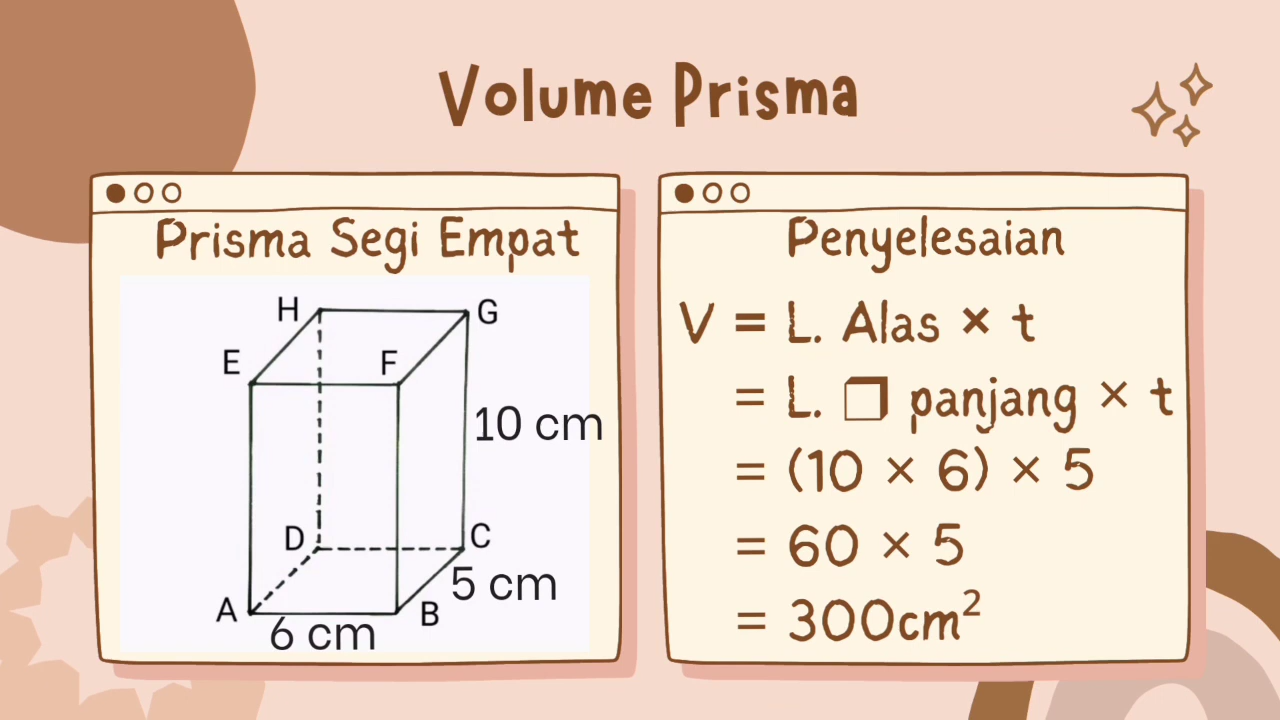 Volume Prisma
Prisma Segi Empat
H
G
E
F
10 cm
D
C
5 cm
A
B
6 cm
Penyelesaian
V = L. Alas × t
= L. ❒ panjang × t
= (10 × 6) × 5
= 60 × 5
= 300cm²